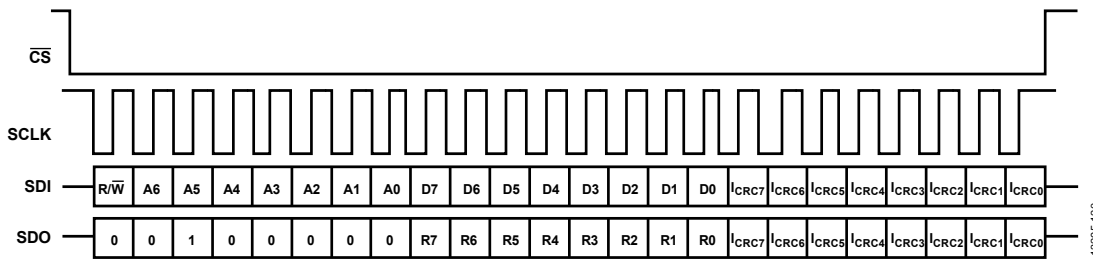 CS
SCLK
SDI R/W A6 A5 A4 A3 A2 A1 A0 D7 D6 D5 D4 D3 D2 D1 D0 ICRC7 ICRC6 ICRC5 ICRC4 ICRC3 ICRC2 ICRC1 ICRC0
SDO 0 0 1 0 0 0 0 0 R7 R6 R5 R4 R3 R2 R1 R0 ICRC7 ICRC6 ICRC5 ICRC4 ICRC3 ICRC2 ICRC1 ICRC0